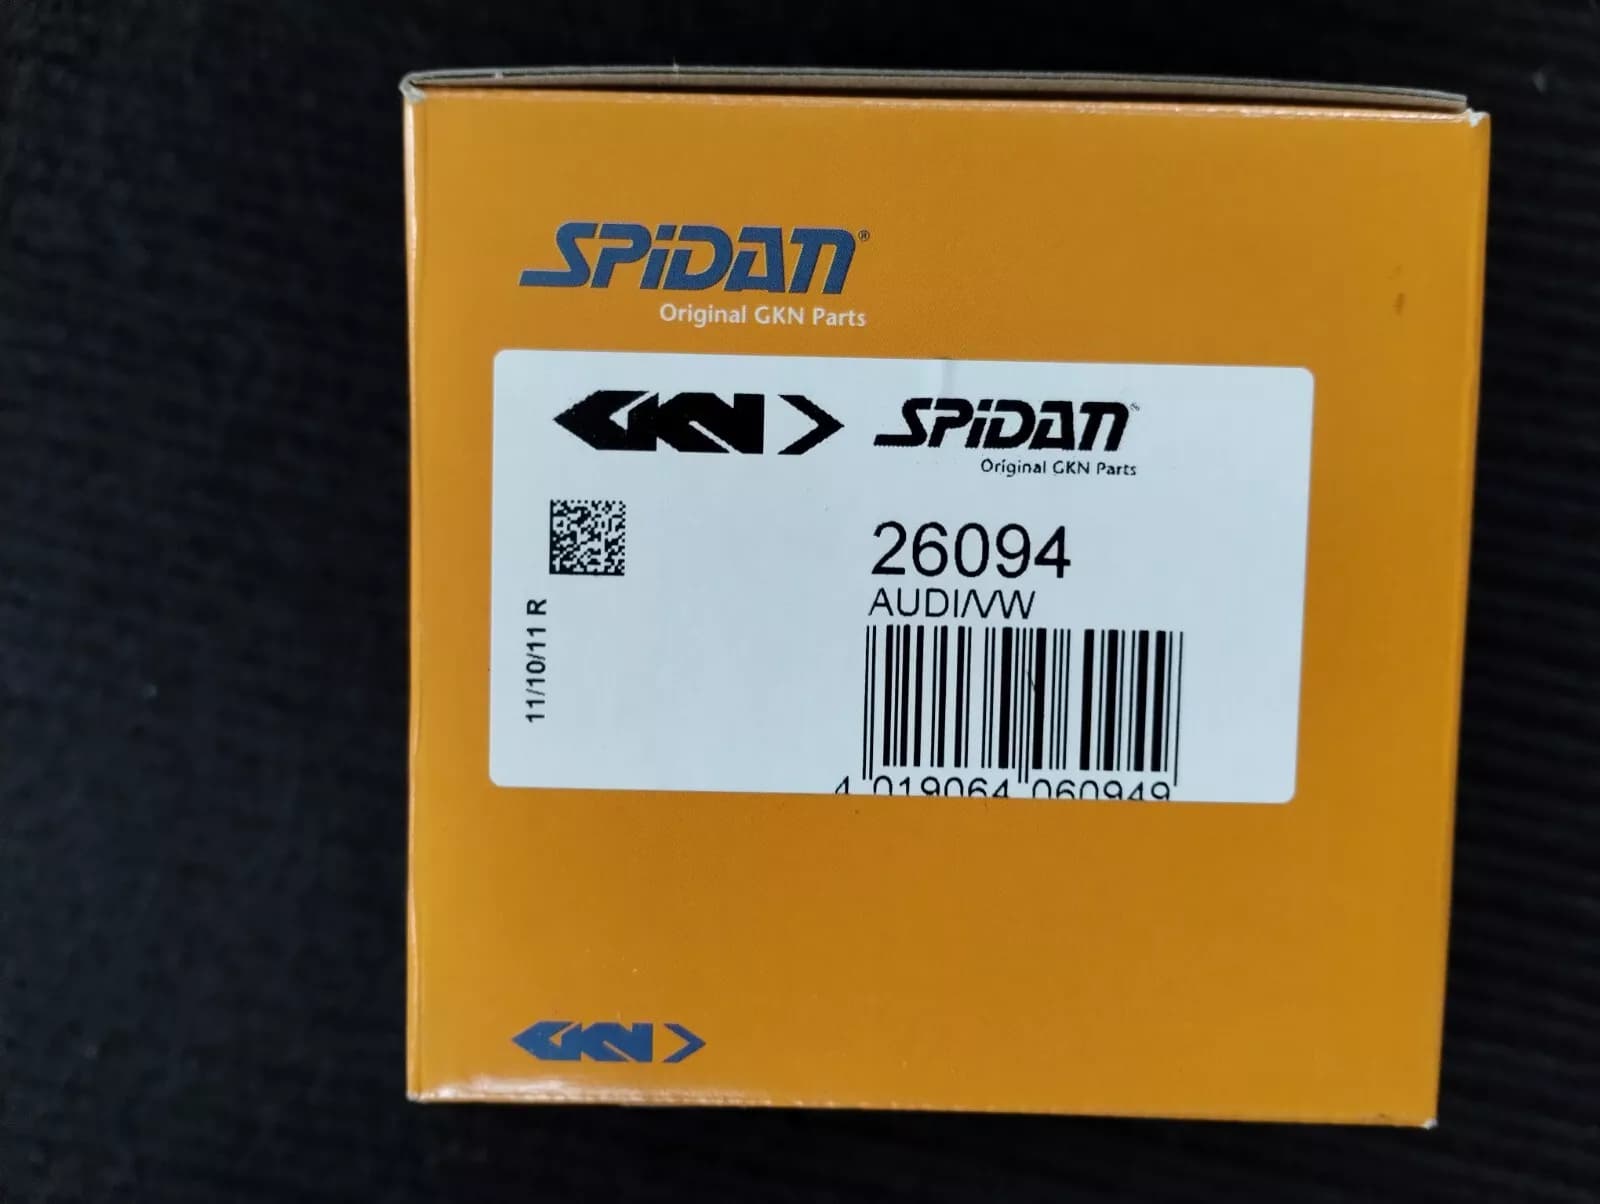 SPiDAN®
Original GKN Parts
GKN SPiDAN
Original GKN Parts
26094
AUDI/VW
11/10/11 R
4 019064 060949
GKN